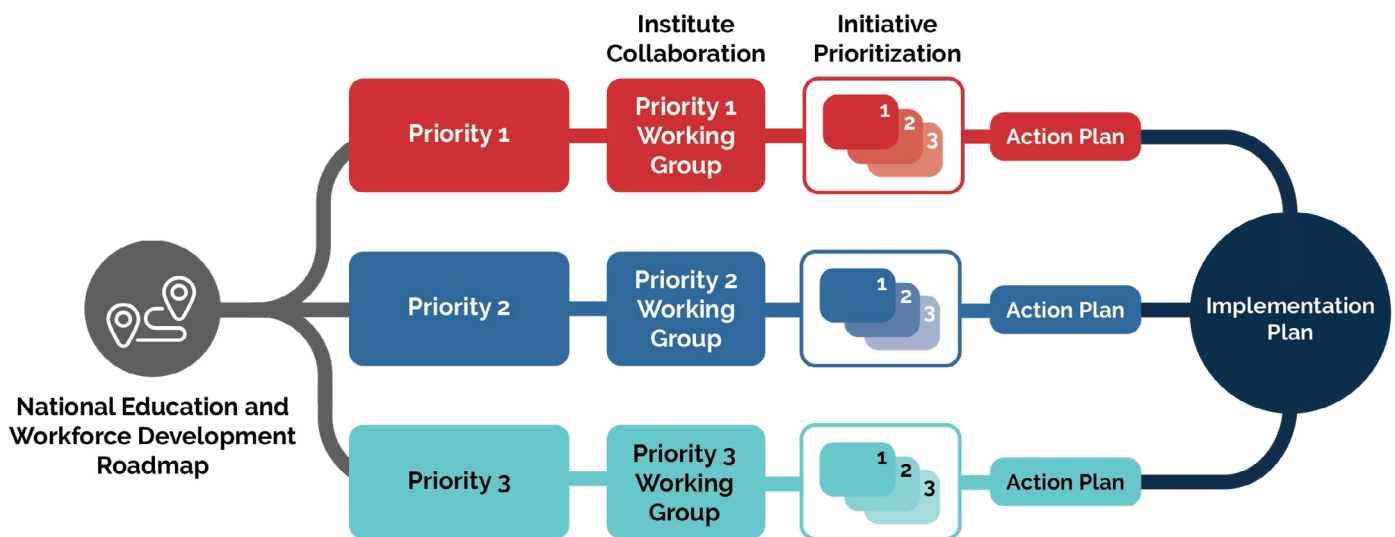 Institute
Collaboration
Initiative
Prioritization
Priority 1
Priority 1
Working
Group
1
2
3
Action Plan
Priority 2
Priority 2
Working
Group
1
2
3
Action Plan
Implementation
Plan
National Education and
Workforce Development
Roadmap
Priority 3
Priority 3
Working
Group
1
2
3
Action Plan